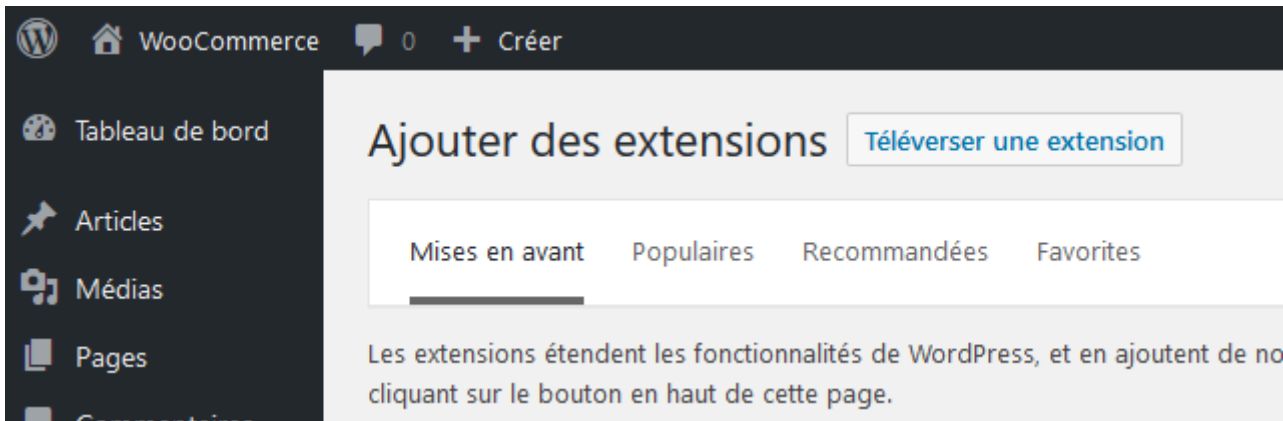 WooCommerce 0 Créer
Tableau de bord
Ajouter des extensions Téléverser une extension
Articles
Mises en avant Populaires Recommandées Favorites
Médias
Pages
Les extensions étendent les fonctionnalités de WordPress, et en ajoutent de no
cliquant sur le bouton en haut de cette page.
Commentaires